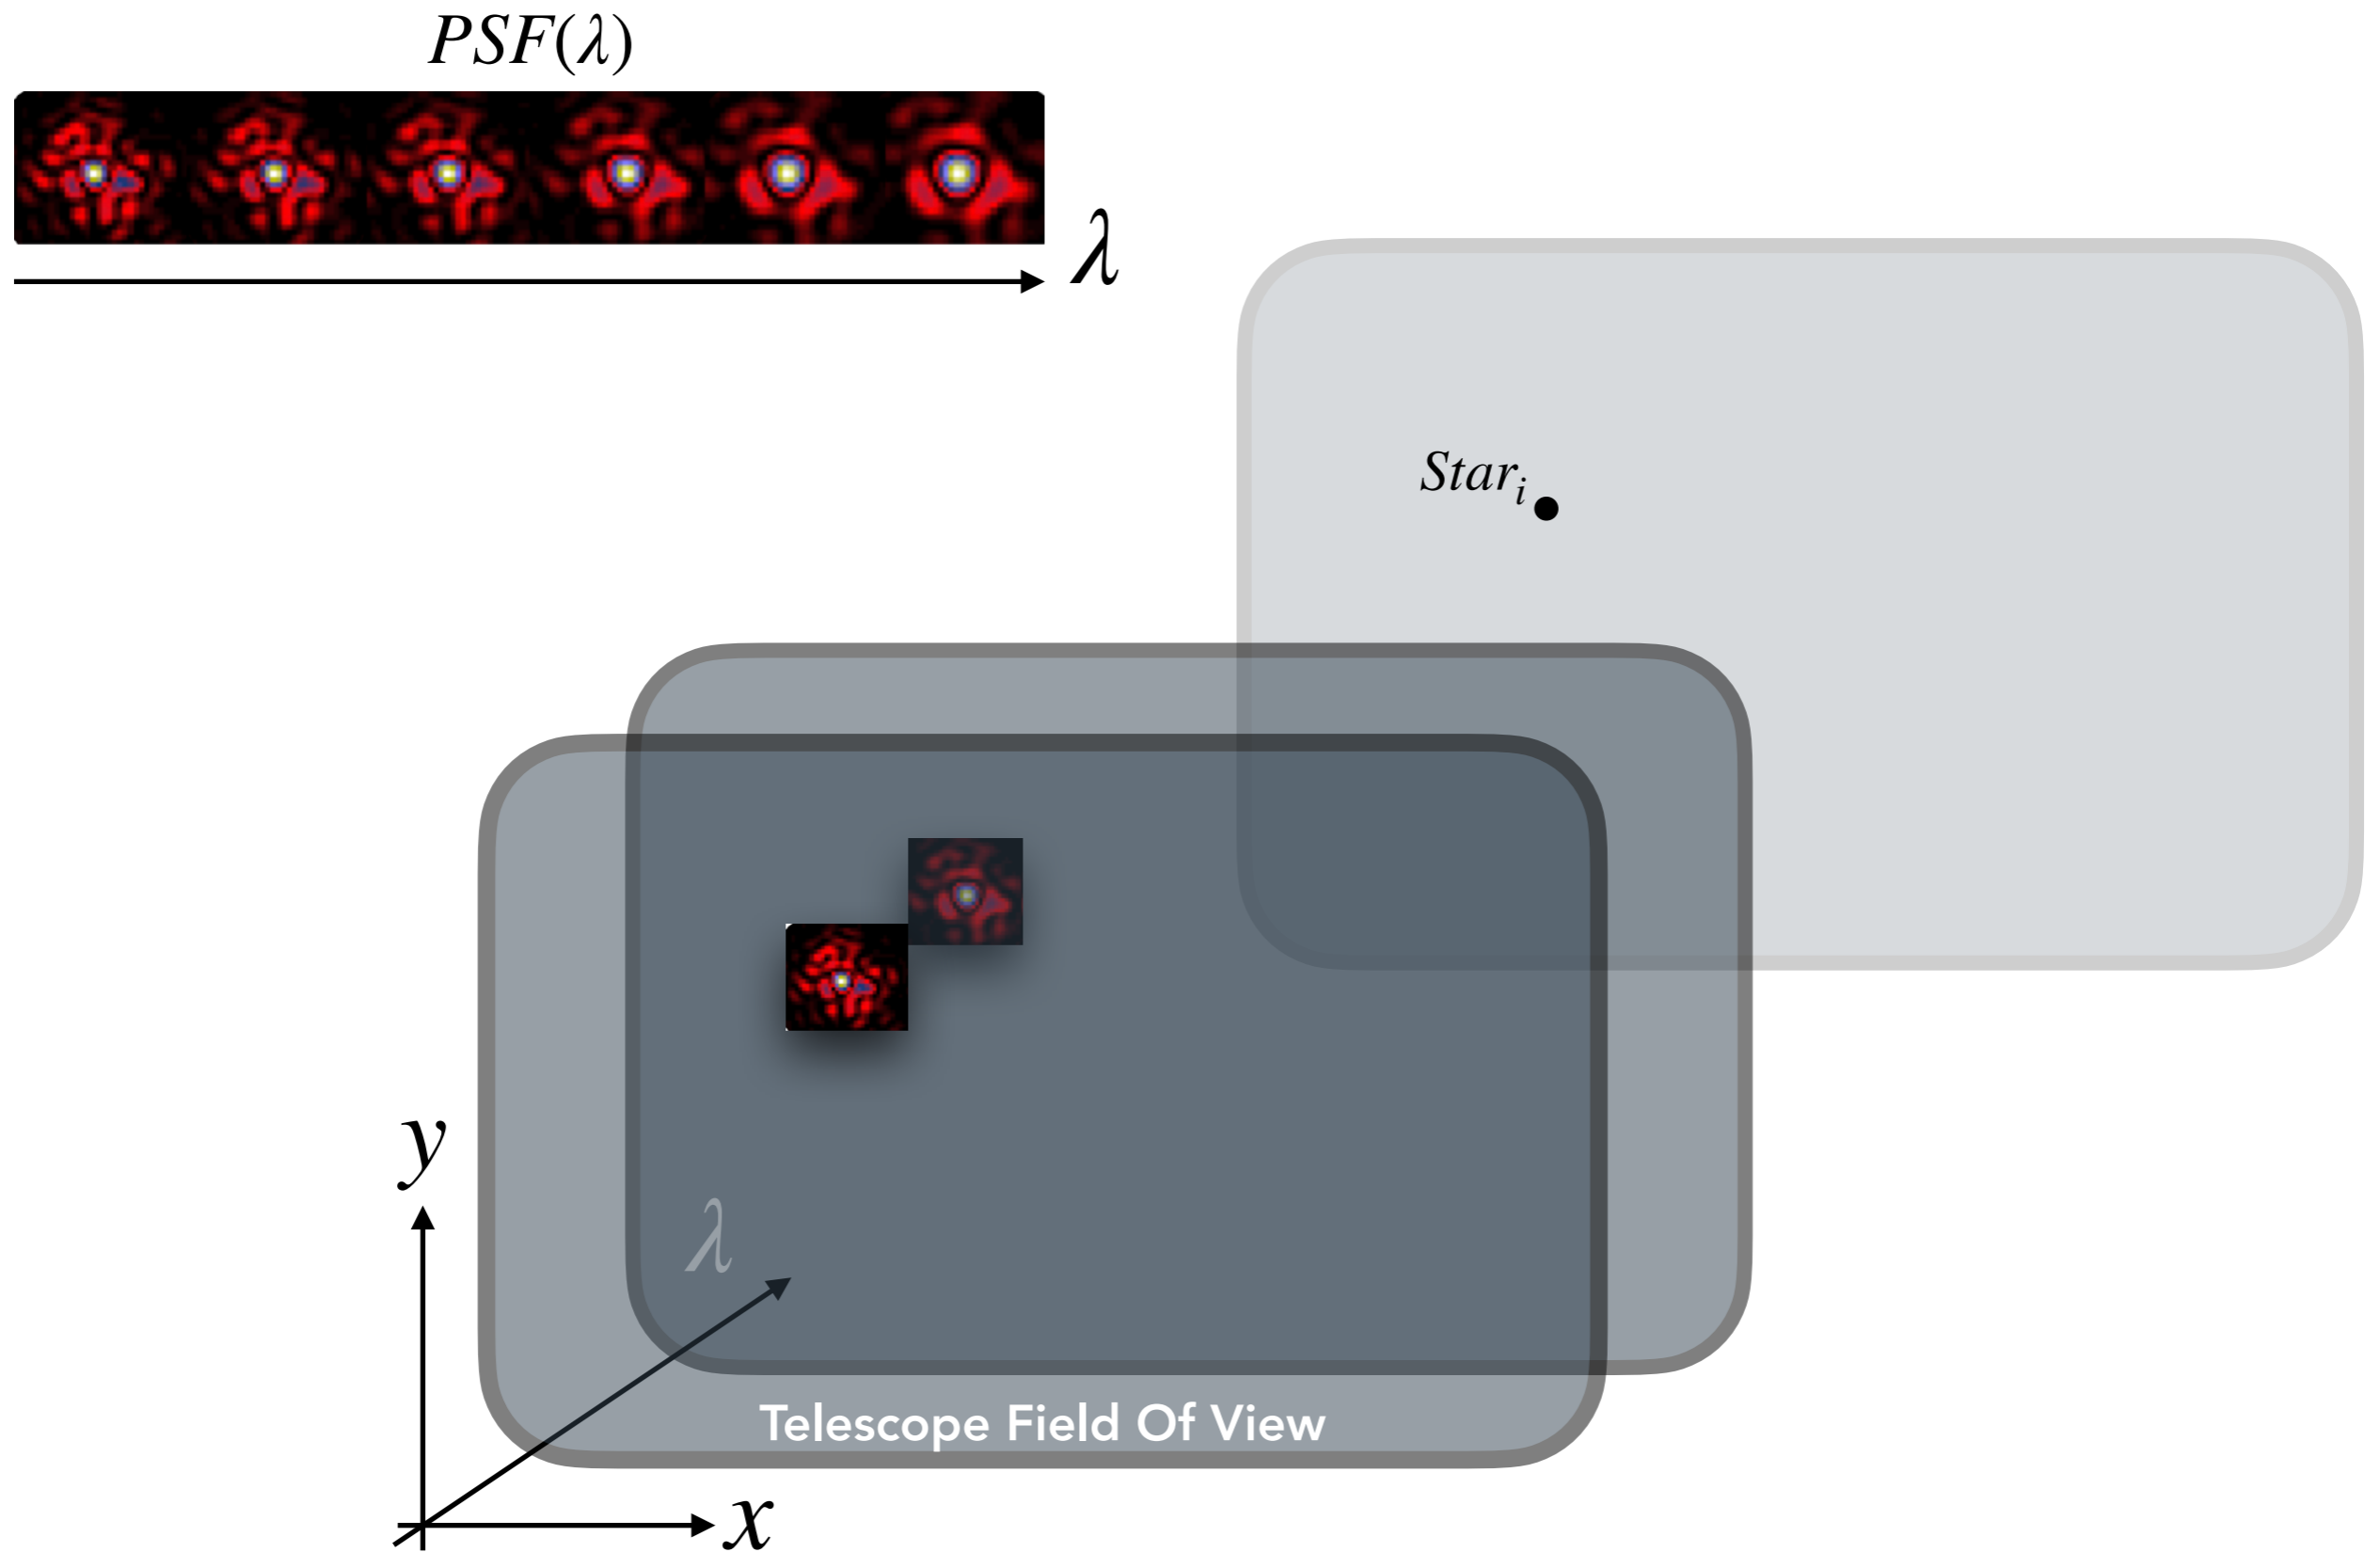 PSF(λ)
λ
Star_i
y
λ
Telescope Field Of View
x